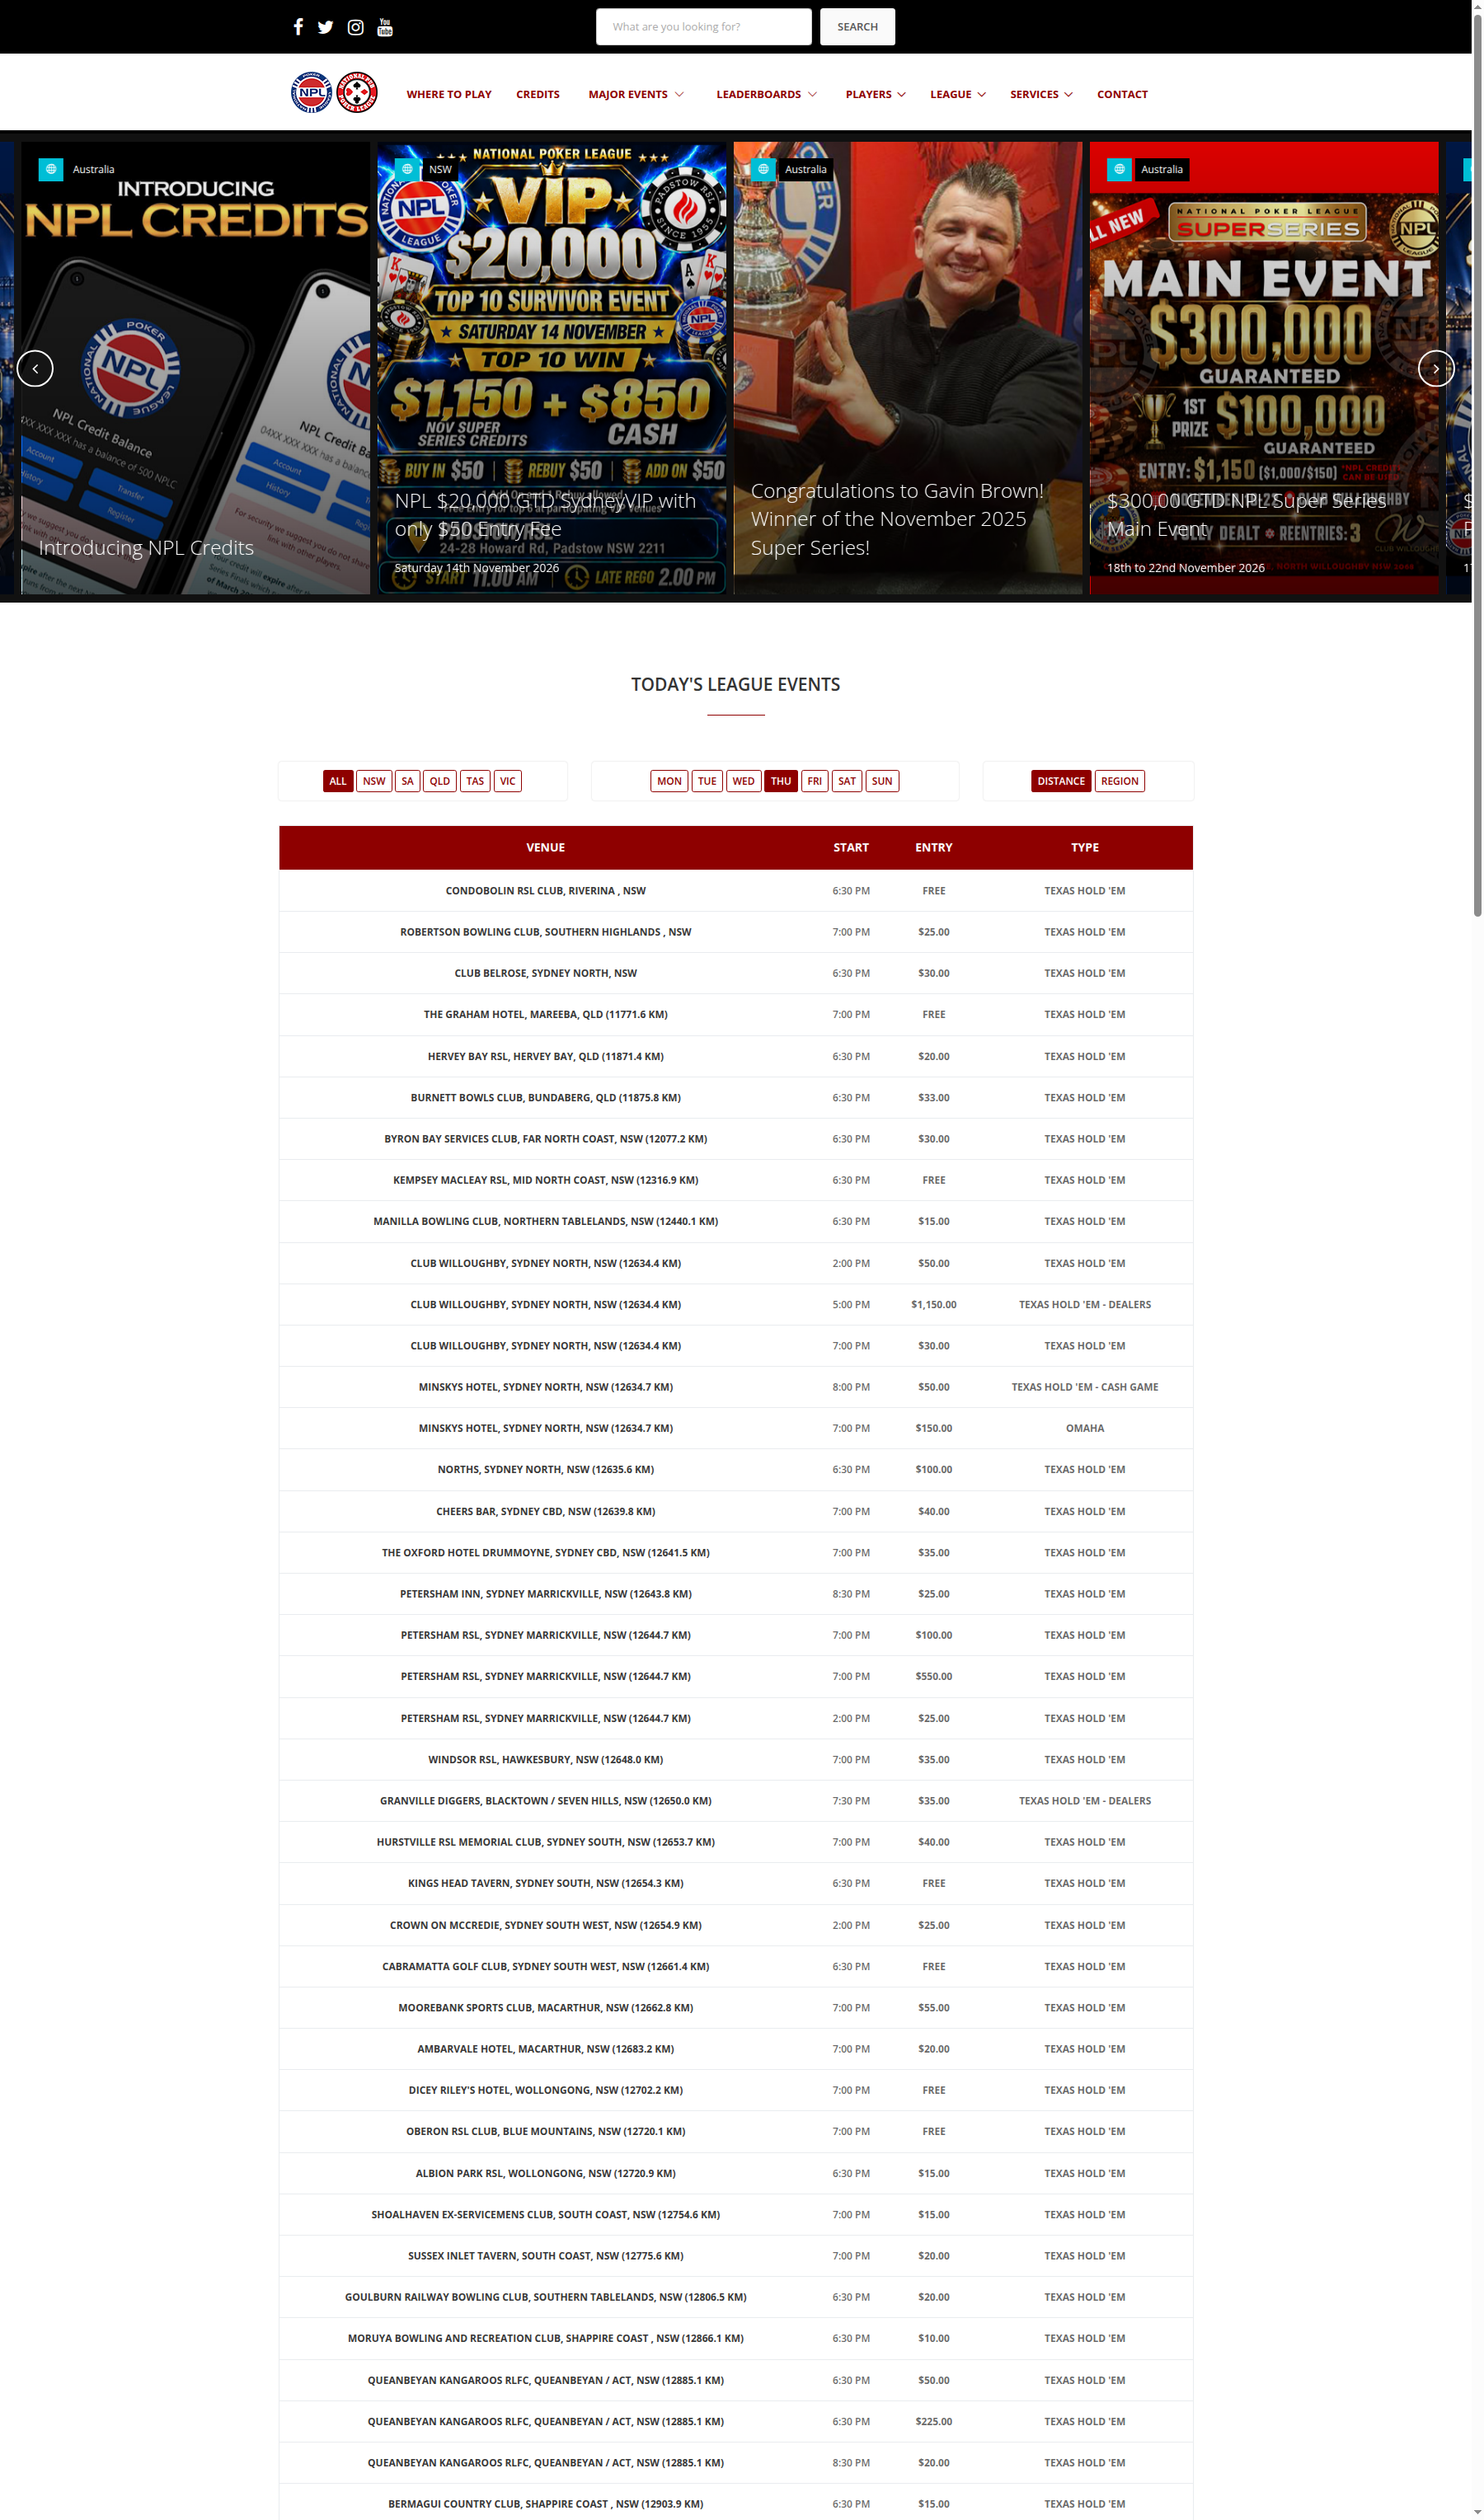 What are you looking for?
SEARCH
NPL
WHERE TO PLAY
CREDITS
MAJOR EVENTS
LEADERBOARDS
PLAYERS
LEAGUE
SERVICES
CONTACT
Australia
INTRODUCING
NPL CREDITS
NATIONAL POKER LEAGUE
NPL
NPL Credit Balance
04XX XXX XXX has a balance of 500 NPLC
Account
Transfer
History
Register
Introducing NPL Credits
NSW
NATIONAL POKER LEAGUE
VIP
PADSTOW RSL
SINCE 1955
$20,000
TOP 10 SURVIVOR EVENT
SATURDAY 14 NOVEMBER
TOP 10 WIN
$1,150 + $850
NOV SUPER
SERIES CREDITS
CASH
BUY IN $50 | REBUY $50 | ADD ON $50
NPL $20,000 GTD Sydney VIP with
only $50 Entry Fee
24-28 Howard Rd, Padstow NSW 2211
Saturday 14th November 2026
START 11.00 AM
LATE REGO 2.00 PM
Australia
Congratulations to Gavin Brown!
Winner of the November 2025
Super Series!
Australia
ALL NEW
NATIONAL POKER LEAGUE
SUPERSERIES
NPL
MAIN EVENT
$300,000
GUARANTEED
1ST
PRIZE
$100,000
GUARANTEED
ENTRY: $1,150 ($1,000/$150)
$300,00 GTD NPL Super Series
Main Event
DEALT
REENTRIES: 3
18th to 22nd November 2026
TODAY'S LEAGUE EVENTS
ALL NSW SA QLD TAS VIC
MON TUE WED THU FRI SAT SUN
DISTANCE REGION
VENUE START ENTRY TYPE
CONDOBOLIN RSL CLUB, RIVERINA , NSW 6:30 PM FREE TEXAS HOLD 'EM
ROBERTSON BOWLING CLUB, SOUTHERN HIGHLANDS , NSW 7:00 PM $25.00 TEXAS HOLD 'EM
CLUB BELROSE, SYDNEY NORTH, NSW 6:30 PM $30.00 TEXAS HOLD 'EM
THE GRAHAM HOTEL, MAREEBA, QLD (11771.6 KM) 7:00 PM FREE TEXAS HOLD 'EM
HERVEY BAY RSL, HERVEY BAY, QLD (11871.4 KM) 6:30 PM $20.00 TEXAS HOLD 'EM
BURNETT BOWLS CLUB, BUNDABERG, QLD (11875.8 KM) 6:30 PM $33.00 TEXAS HOLD 'EM
BYRON BAY SERVICES CLUB, FAR NORTH COAST, NSW (12077.2 KM) 6:30 PM $30.00 TEXAS HOLD 'EM
KEMPSEY MACLEAY RSL, MID NORTH COAST, NSW (12316.9 KM) 6:30 PM FREE TEXAS HOLD 'EM
MANILLA BOWLING CLUB, NORTHERN TABLELANDS, NSW (12440.1 KM) 6:30 PM $15.00 TEXAS HOLD 'EM
CLUB WILLOUGHBY, SYDNEY NORTH, NSW (12634.4 KM) 2:00 PM $50.00 TEXAS HOLD 'EM
CLUB WILLOUGHBY, SYDNEY NORTH, NSW (12634.4 KM) 5:00 PM $1,150.00 TEXAS HOLD 'EM - DEALERS
CLUB WILLOUGHBY, SYDNEY NORTH, NSW (12634.4 KM) 7:00 PM $30.00 TEXAS HOLD 'EM
MINSKYS HOTEL, SYDNEY NORTH, NSW (12634.7 KM) 8:00 PM $50.00 TEXAS HOLD 'EM - CASH GAME
MINSKYS HOTEL, SYDNEY NORTH, NSW (12634.7 KM) 7:00 PM $150.00 OMAHA
NORTHS, SYDNEY NORTH, NSW (12635.6 KM) 6:30 PM $100.00 TEXAS HOLD 'EM
CHEERS BAR, SYDNEY CBD, NSW (12639.8 KM) 7:00 PM $40.00 TEXAS HOLD 'EM
THE OXFORD HOTEL DRUMMOYNE, SYDNEY CBD, NSW (12641.5 KM) 7:00 PM $35.00 TEXAS HOLD 'EM
PETERSHAM INN, SYDNEY MARRICKVILLE, NSW (12643.8 KM) 8:30 PM $25.00 TEXAS HOLD 'EM
PETERSHAM RSL, SYDNEY MARRICKVILLE, NSW (12644.7 KM) 7:00 PM $100.00 TEXAS HOLD 'EM
PETERSHAM RSL, SYDNEY MARRICKVILLE, NSW (12644.7 KM) 7:00 PM $550.00 TEXAS HOLD 'EM
PETERSHAM RSL, SYDNEY MARRICKVILLE, NSW (12644.7 KM) 2:00 PM $25.00 TEXAS HOLD 'EM
WINDSOR RSL, HAWKESBURY, NSW (12648.0 KM) 7:00 PM $35.00 TEXAS HOLD 'EM
GRANVILLE DIGGERS, BLACKTOWN / SEVEN HILLS, NSW (12650.0 KM) 7:30 PM $35.00 TEXAS HOLD 'EM - DEALERS
HURSTVILLE RSL MEMORIAL CLUB, SYDNEY SOUTH, NSW (12653.7 KM) 7:00 PM $40.00 TEXAS HOLD 'EM
KINGS HEAD TAVERN, SYDNEY SOUTH, NSW (12654.3 KM) 6:30 PM FREE TEXAS HOLD 'EM
CROWN ON MCCREDIE, SYDNEY SOUTH WEST, NSW (12654.9 KM) 2:00 PM $25.00 TEXAS HOLD 'EM
CABRAMATTA GOLF CLUB, SYDNEY SOUTH WEST, NSW (12661.4 KM) 6:30 PM FREE TEXAS HOLD 'EM
MOOREBANK SPORTS CLUB, MACARTHUR, NSW (12662.8 KM) 7:00 PM $55.00 TEXAS HOLD 'EM
AMBARVALE HOTEL, MACARTHUR, NSW (12683.2 KM) 7:00 PM $20.00 TEXAS HOLD 'EM
DICEY RILEY'S HOTEL, WOLLONGONG, NSW (12702.2 KM) 7:00 PM FREE TEXAS HOLD 'EM
OBERON RSL CLUB, BLUE MOUNTAINS, NSW (12720.1 KM) 7:00 PM FREE TEXAS HOLD 'EM
ALBION PARK RSL, WOLLONGONG, NSW (12720.9 KM) 6:30 PM $15.00 TEXAS HOLD 'EM
SHOALHAVEN EX-SERVICEMENS CLUB, SOUTH COAST, NSW (12754.6 KM) 7:00 PM $15.00 TEXAS HOLD 'EM
SUSSEX INLET TAVERN, SOUTH COAST, NSW (12775.6 KM) 7:00 PM $20.00 TEXAS HOLD 'EM
GOULBURN RAILWAY BOWLING CLUB, SOUTHERN TABLELANDS, NSW (12806.5 KM) 6:30 PM $20.00 TEXAS HOLD 'EM
MORUYA BOWLING AND RECREATION CLUB, SHAPPIRE COAST , NSW (12866.1 KM) 6:30 PM $10.00 TEXAS HOLD 'EM
QUEANBEYAN KANGAROOS RLFC, QUEANBEYAN / ACT, NSW (12885.1 KM) 6:30 PM $50.00 TEXAS HOLD 'EM
QUEANBEYAN KANGAROOS RLFC, QUEANBEYAN / ACT, NSW (12885.1 KM) 6:30 PM $225.00 TEXAS HOLD 'EM
QUEANBEYAN KANGAROOS RLFC, QUEANBEYAN / ACT, NSW (12885.1 KM) 8:30 PM $20.00 TEXAS HOLD 'EM
BERMAGUI COUNTRY CLUB, SHAPPIRE COAST , NSW (12903.9 KM) 6:30 PM $15.00 TEXAS HOLD 'EM